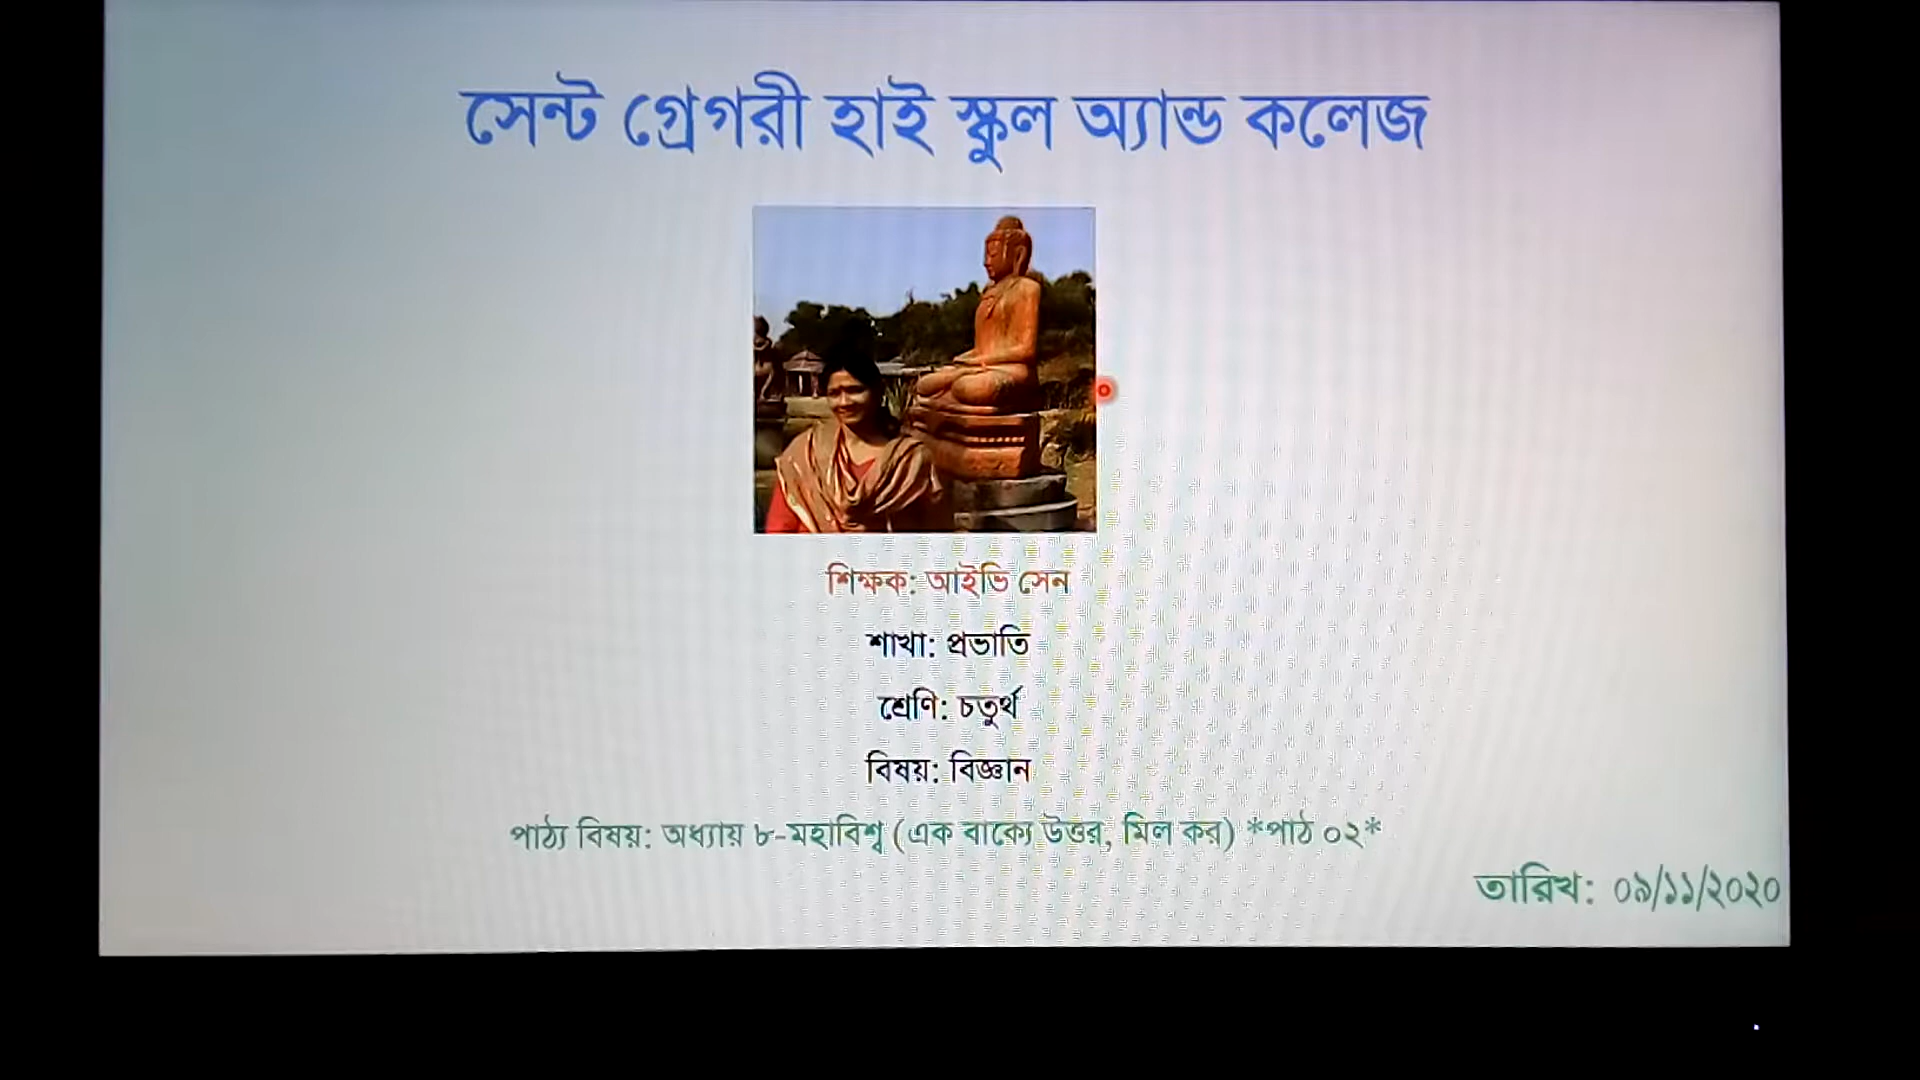 সেন্ট গ্রেগরী হাই স্কুল অ্যান্ড কলেজ
শিক্ষক: আইভি সেন
শাখা: প্রভাতি
শ্রেণি: চতুর্থ
বিষয়: বিজ্ঞান
পাঠ্য বিষয়: অধ্যায় ৮-মহাবিশ্ব (এক বাক্যে উত্তর, মিল কর) *পাঠ ০২*
তারিখ: ০৯/১১/২০২০